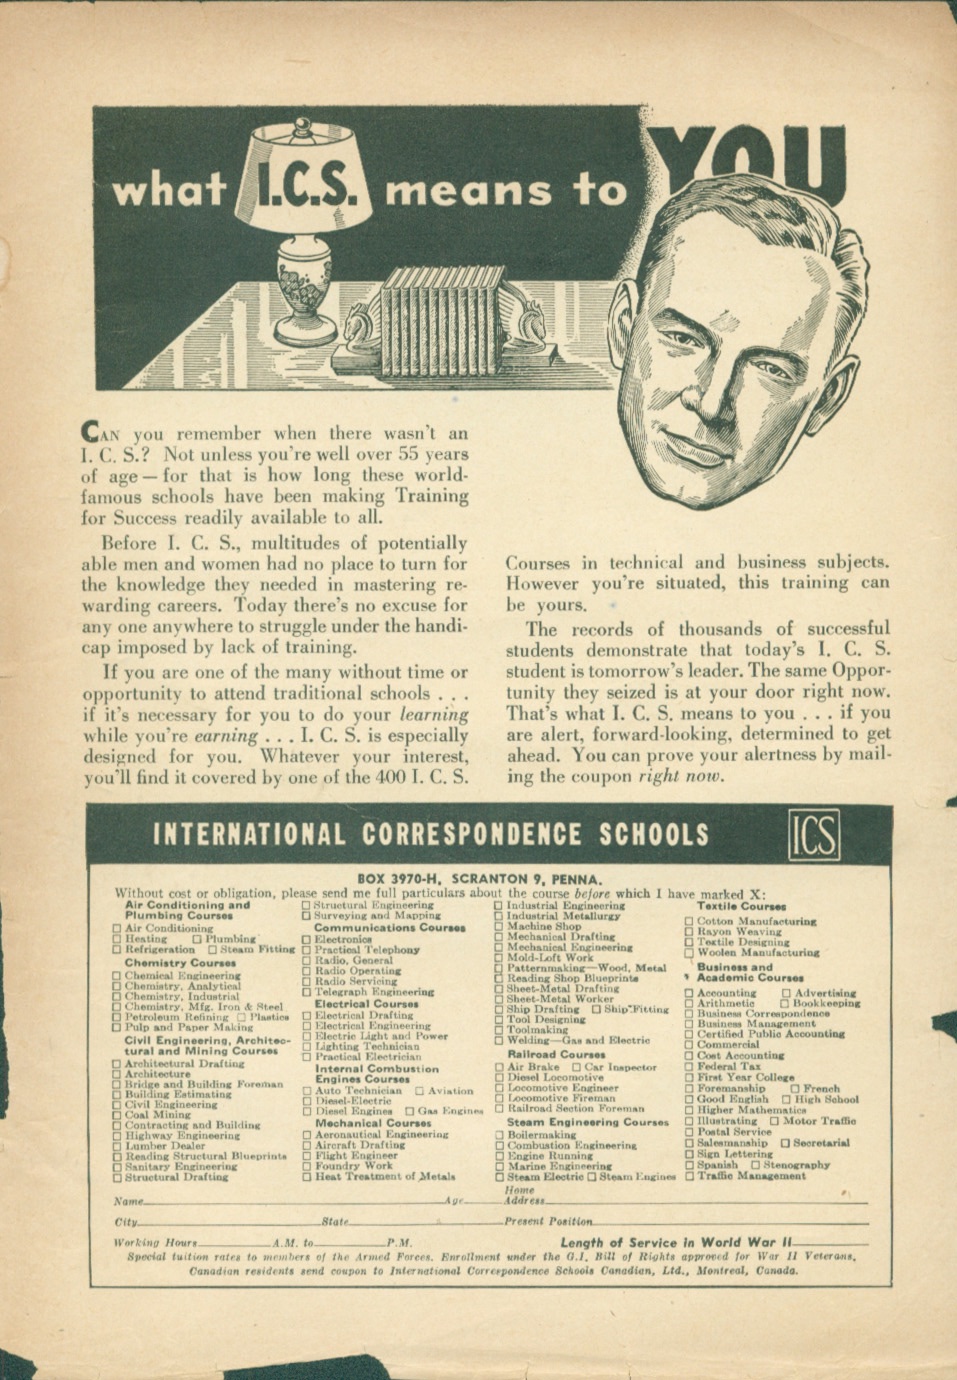 what I.C.S. means to YOU
CAN you remember when there wasn't an
I. C. S.? Not unless you're well over 55 years
of age — for that is how long these world-
famous schools have been making Training
for Success readily available to all.
Before I. C. S., multitudes of potentially
able men and women had no place to turn for
the knowledge they needed in mastering re-
warding careers. Today there's no excuse for
any one anywhere to struggle under the handi-
cap imposed by lack of training.
If you are one of the many without time or
opportunity to attend traditional schools . . .
if it's necessary for you to do your learning
while you're earning . . . I. C. S. is especially
designed for you. Whatever your interest,
you'll find it covered by one of the 400 I. C. S.
Courses in technical and business subjects.
However you're situated, this training can
be yours.
The records of thousands of successful
students demonstrate that today's I. C. S.
student is tomorrow's leader. The same Oppor-
tunity they seized is at your door right now.
That's what I. C. S. means to you . . . if you
are alert, forward-looking, determined to get
ahead. You can prove your alertness by mail-
ing the coupon right now.
INTERNATIONAL CORRESPONDENCE SCHOOLS ICS
BOX 3970-H, SCRANTON 9, PENNA.
Without cost or obligation, please send me full particulars about the course before which I have marked X:
Air Conditioning and
Plumbing Courses
☐ Air Conditioning
☐ Heating ☐ Plumbing
☐ Refrigeration ☐ Steam Fitting
Chemistry Courses
☐ Chemical Engineering
☐ Chemistry, Analytical
☐ Chemistry, Industrial
☐ Chemistry, Mfg. Iron & Steel
☐ Petroleum Refining ☐ Plastics
☐ Pulp and Paper Making
Civil Engineering, Architec-
tural and Mining Courses
☐ Architectural Drafting
☐ Architecture
☐ Bridge and Building Foreman
☐ Building Estimating
☐ Civil Engineering
☐ Coal Mining
☐ Contracting and Building
☐ Highway Engineering
☐ Lumber Dealer
☐ Reading Structural Blueprints
☐ Sanitary Engineering
☐ Structural Drafting
☐ Structural Engineering
☐ Surveying and Mapping
Communications Courses
☐ Electronics
☐ Practical Telephony
☐ Radio, General
☐ Radio Operating
☐ Radio Servicing
☐ Telegraph Engineering
Electrical Courses
☐ Electrical Drafting
☐ Electrical Engineering
☐ Electric Light and Power
☐ Lighting Technician
☐ Practical Electrician
Internal Combustion
Engines Courses
☐ Auto Technician ☐ Aviation
☐ Diesel-Electric
☐ Diesel Engines ☐ Gas Engines
Mechanical Courses
☐ Aeronautical Engineering
☐ Aircraft Drafting
☐ Flight Engineer
☐ Foundry Work
☐ Heat Treatment of Metals
☐ Industrial Engineering
☐ Industrial Metallurgy
☐ Machine Shop
☐ Mechanical Drafting
☐ Mechanical Engineering
☐ Mold-Loft Work
☐ Patternmaking—Wood, Metal
☐ Reading Shop Blueprints
☐ Sheet-Metal Drafting
☐ Sheet-Metal Worker
☐ Ship Drafting ☐ Ship Fitting
☐ Tool Designing
☐ Toolmaking
☐ Welding—Gas and Electric
Railroad Courses
☐ Air Brake ☐ Car Inspector
☐ Diesel Locomotive
☐ Locomotive Engineer
☐ Locomotive Fireman
☐ Railroad Section Foreman
Steam Engineering Courses
☐ Boilermaking
☐ Combustion Engineering
☐ Engine Running
☐ Marine Engineering
☐ Steam Electric ☐ Steam Engines
Textile Courses
☐ Cotton Manufacturing
☐ Rayon Weaving
☐ Textile Designing
☐ Woolen Manufacturing
Business and
Academic Courses
☐ Accounting ☐ Advertising
☐ Arithmetic ☐ Bookkeeping
☐ Business Correspondence
☐ Business Management
☐ Certified Public Accounting
☐ Commercial
☐ Cost Accounting
☐ Federal Tax
☐ First Year College
☐ Foremanship ☐ French
☐ Good English ☐ High School
☐ Higher Mathematics
☐ Illustrating ☐ Motor Traffic
☐ Postal Service
☐ Salesmanship ☐ Secretarial
☐ Sign Lettering
☐ Spanish ☐ Stenography
☐ Traffic Management
Name Age Home Address
City State Present Position
Working Hours A.M. to P.M. Length of Service in World War II
Special tuition rates to members of the Armed Forces. Enrollment under the G.I. Bill of Rights approved for War II Veterans.
Canadian residents send coupon to International Correspondence Schools Canadian, Ltd., Montreal, Canada.